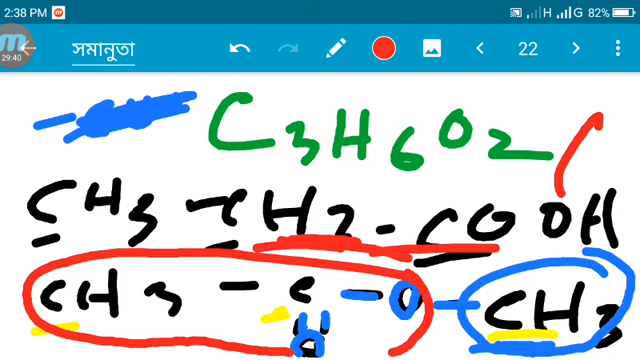 2:38 PM H G 82%
29:40 সমানুতা 22
C3H6O2
CH3 - CH2 - COOH
CH3 - C - O - CH3
O